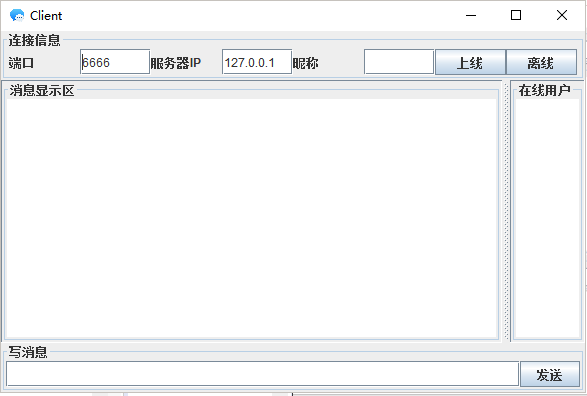 Client
连接信息
端口 6666 服务器IP 127.0.0.1 昵称 上线 离线
消息显示区 在线用户
写消息
发送